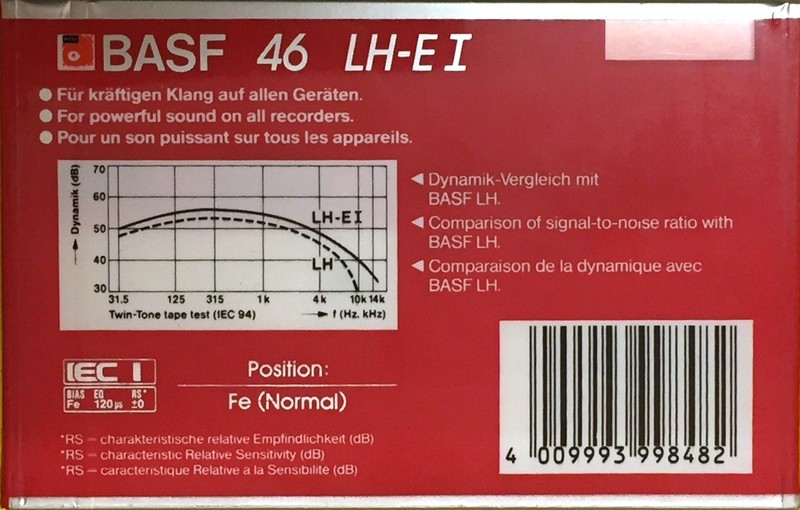 BASF 46 LH-E I
Für kräftigen Klang auf allen Geräten.
For powerful sound on all recorders.
Pour un son puissant sur tous les appareils.
Dynamik (dB)
70
60
50
40
30
LH-EI
LH
31.5 125 315 1k 4k 10k 14k
Twin-Tone tape test (IEC 94) f (Hz. kHz)
Dynamik-Vergleich mit
BASF LH.
Comparison of signal-to-noise ratio with
BASF LH.
Comparaison de la dynamique avec
BASF LH.
IEC I
BIAS EQ RS*
Fe 120µs ±0
Position:
Fe (Normal)
*RS = charakteristische relative Empfindlichkeit (dB)
*RS = characteristic Relative Sensitivity (dB)
*RS = caracteristique Relative a la Sensibilité (dB)
4 009993 998482